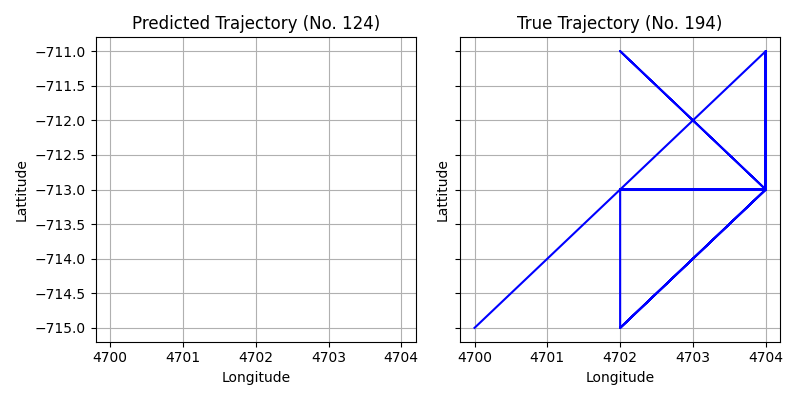 Predicted Trajectory (No. 124)
True Trajectory (No. 194)
−711.0
−711.5
−712.0
−712.5
−713.0
−713.5
−714.0
−714.5
−715.0
Lattitude
Lattitude
4700 4701 4702 4703 4704
4700 4701 4702 4703 4704
Longitude
Longitude